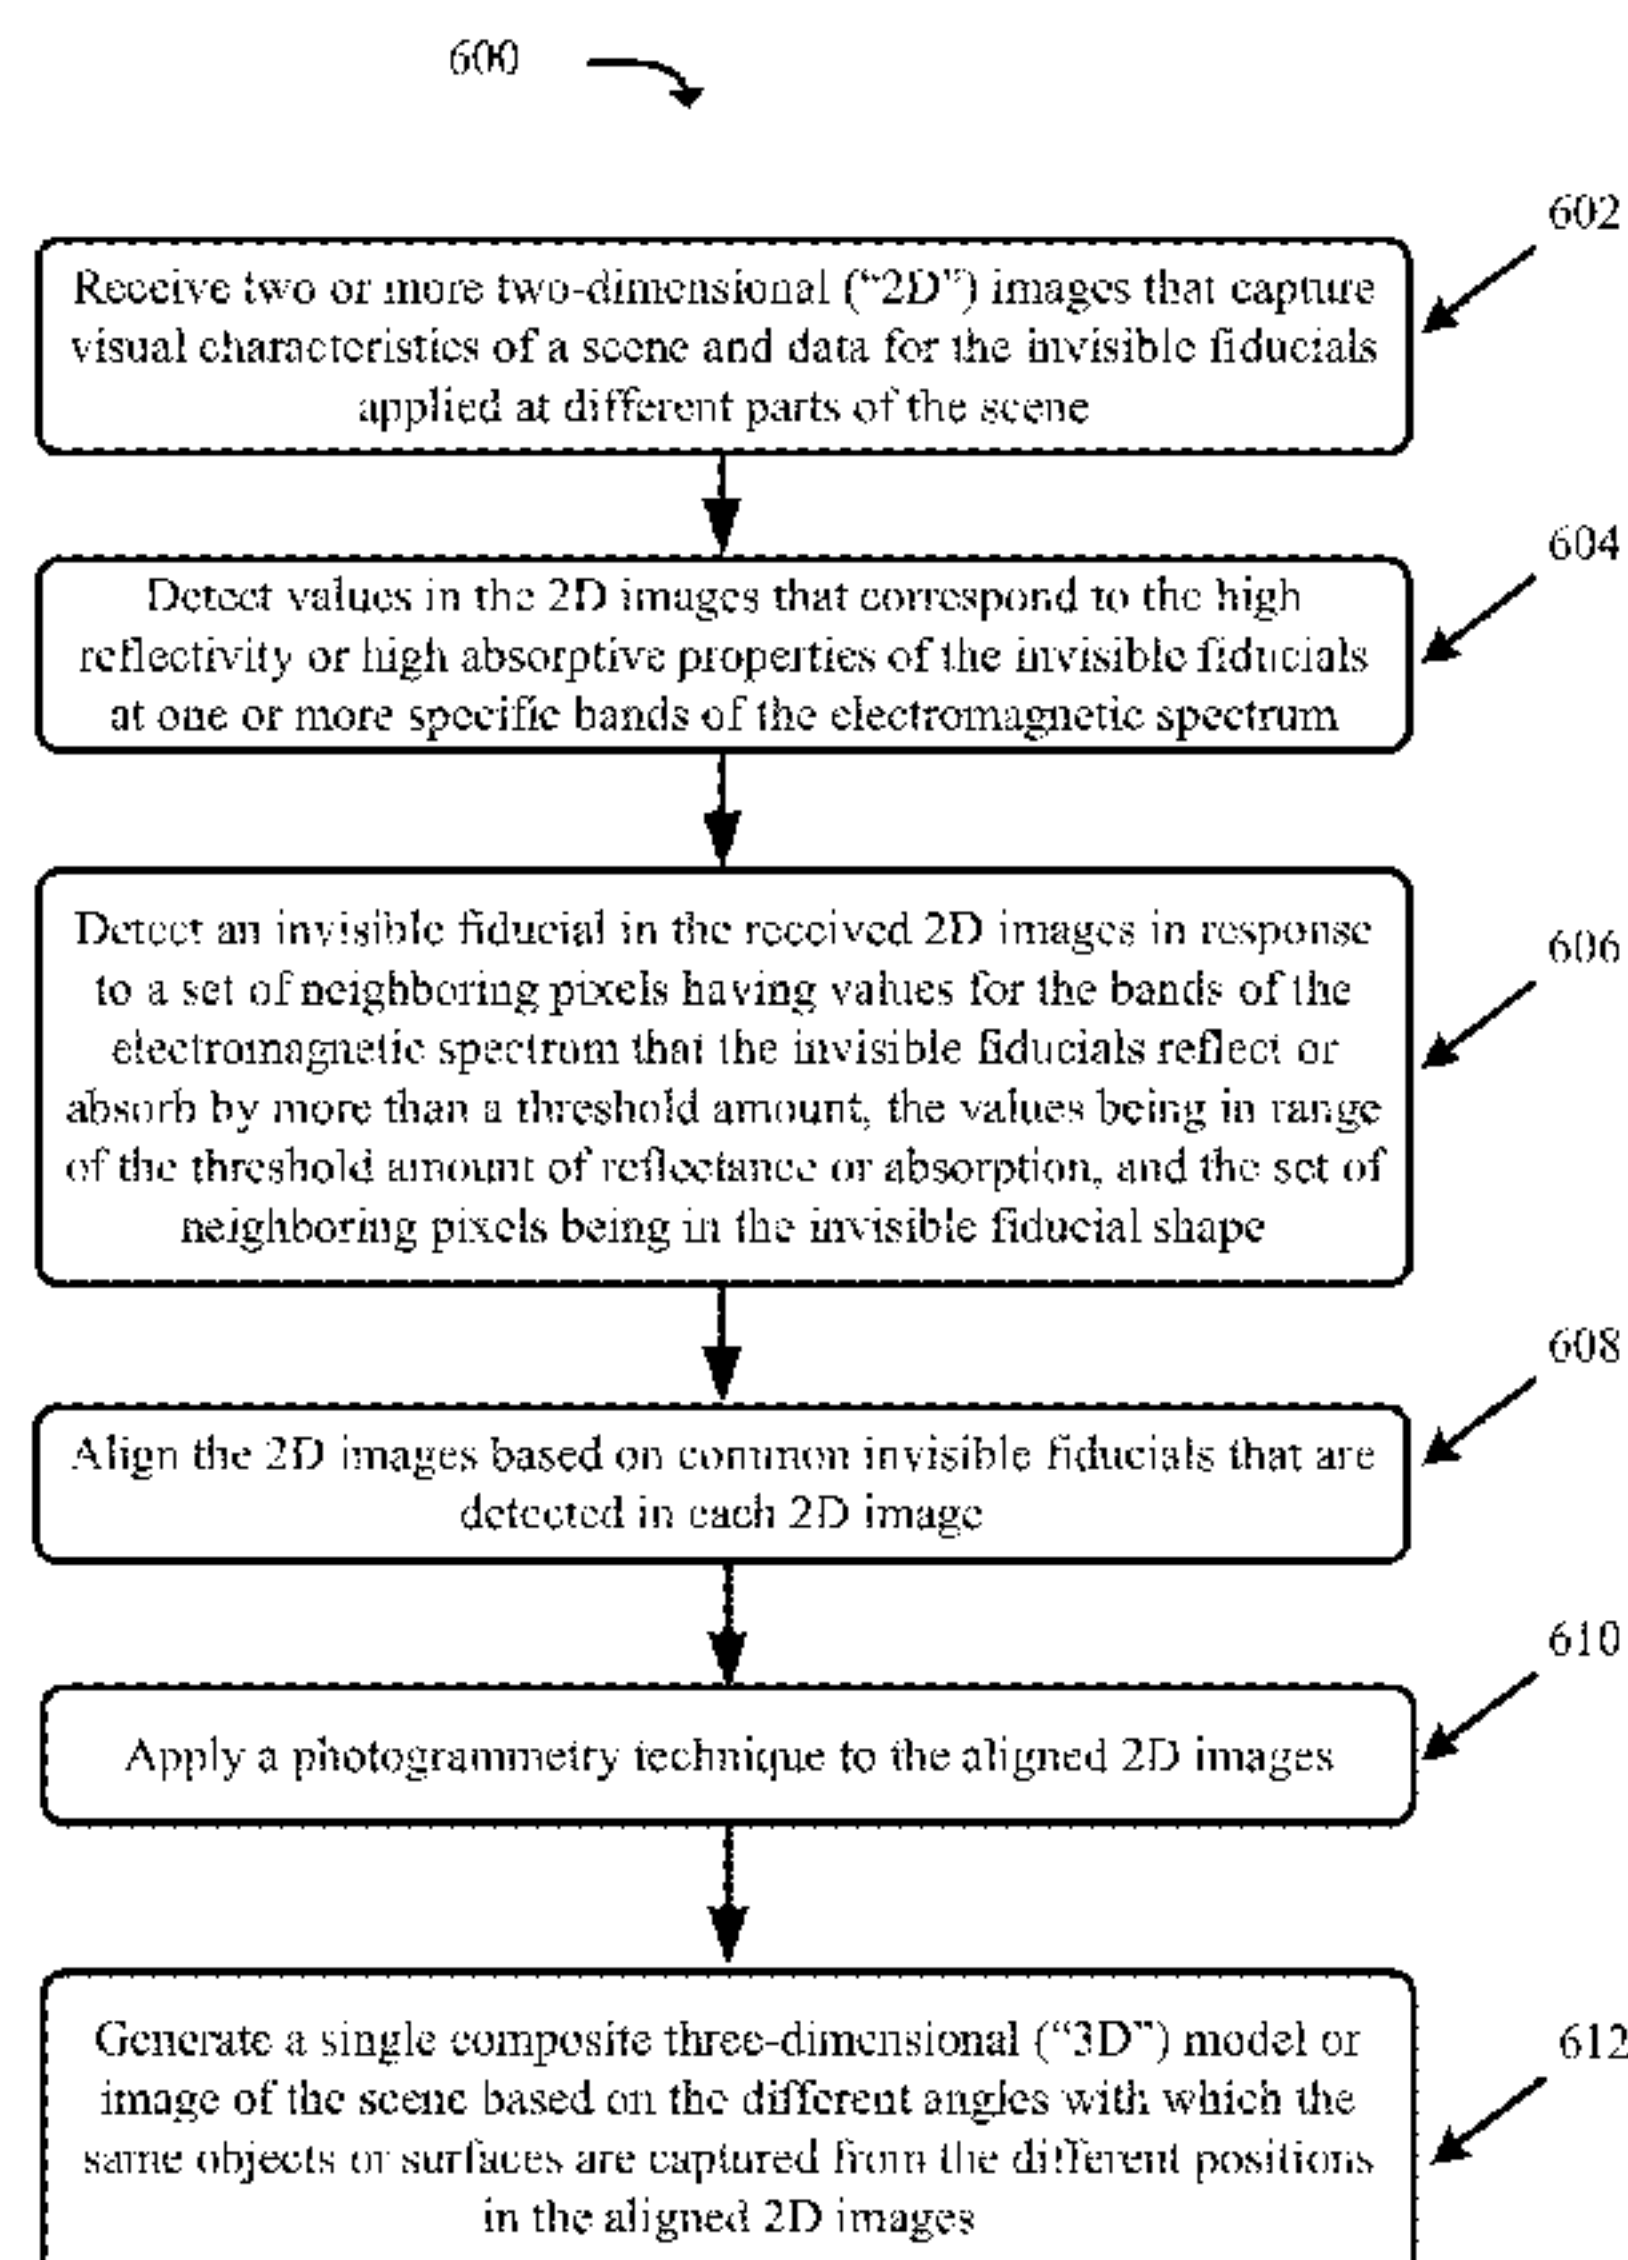 600
602
Receive two or more two-dimensional (“2D”) images that capture
visual characteristics of a scene and data for the invisible fiducials
applied at different parts of the scene
604
Detect values in the 2D images that correspond to the high
reflectivity or high absorptive properties of the invisible fiducials
at one or more specific bands of the electromagnetic spectrum
606
Detect an invisible fiducial in the received 2D images in response
to a set of neighboring pixels having values for the bands of the
electromagnetic spectrum that the invisible fiducials reflect or
absorb by more than a threshold amount, the values being in range
of the threshold amount of reflectance or absorption, and the set of
neighboring pixels being in the invisible fiducial shape
608
Align the 2D images based on common invisible fiducials that are
detected in each 2D image
610
Apply a photogrammetry technique to the aligned 2D images
612
Generate a single composite three-dimensional (“3D”) model or
image of the scene based on the different angles with which the
same objects or surfaces are captured from the different positions
in the aligned 2D images